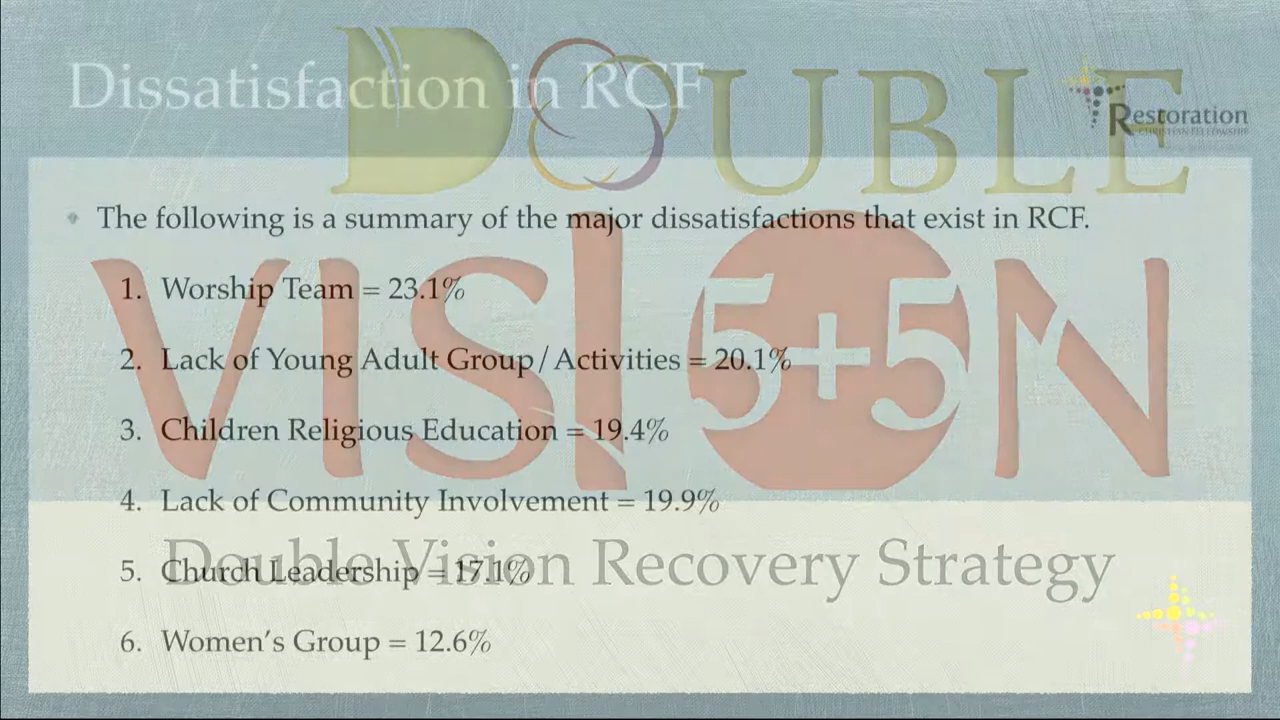 Dissatisfaction in RCF
DOUBLE
Restoration
CHRISTIAN FELLOWSHIP
The following is a summary of the major dissatisfactions that exist in RCF.
VISI5+5N
1. Worship Team = 23.1%
2. Lack of Young Adult Group/Activities = 20.1%
3. Children Religious Education = 19.4%
4. Lack of Community Involvement = 19.9%
Double Vision Recovery Strategy
5. Church Leadership = 17.1%
6. Women's Group = 12.6%